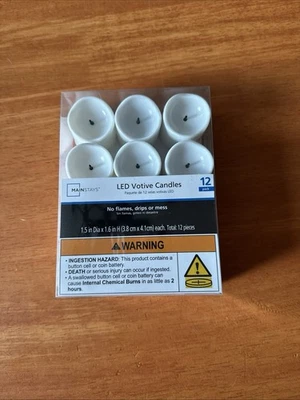 MAINSTAYS
LED Votive Candles
12
pack
No flames, drips or mess
1.5 in Dia x 1.6 in H (3.8 cm x 4.1cm) each. Total: 12 pieces
WARNING
• INGESTION HAZARD: This product contains a
button cell or coin battery.
• DEATH or serious injury can occur if ingested.
• A swallowed button cell or coin battery can
cause Internal Chemical Burns in as little as 2
hours.